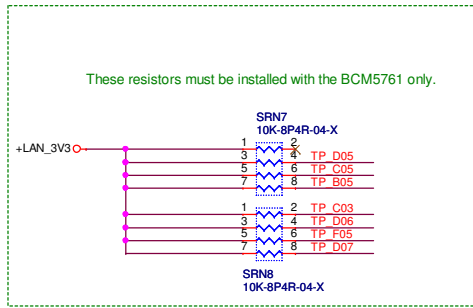 These resistors must be installed with the BCM5761 only.
SRN7
10K-8P4R-04-X
+LAN_3V3
1 2
3 4 TP_D05
5 6 TP_C05
7 8 TP_B05
1 2 TP_C03
3 4 TP_D06
5 6 TP_F05
7 8 TP_D07
SRN8
10K-8P4R-04-X